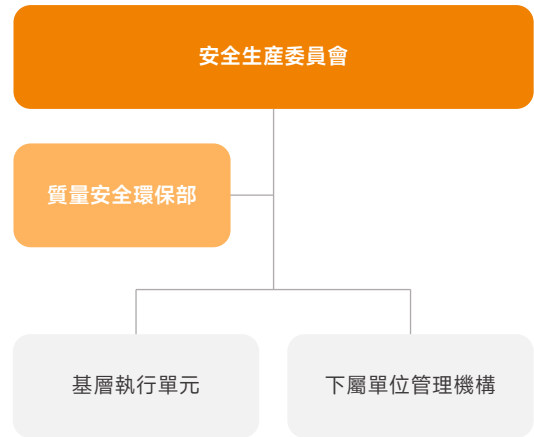 安全生産委員會
質量安全環保部
基層執行單元
下屬單位管理機構